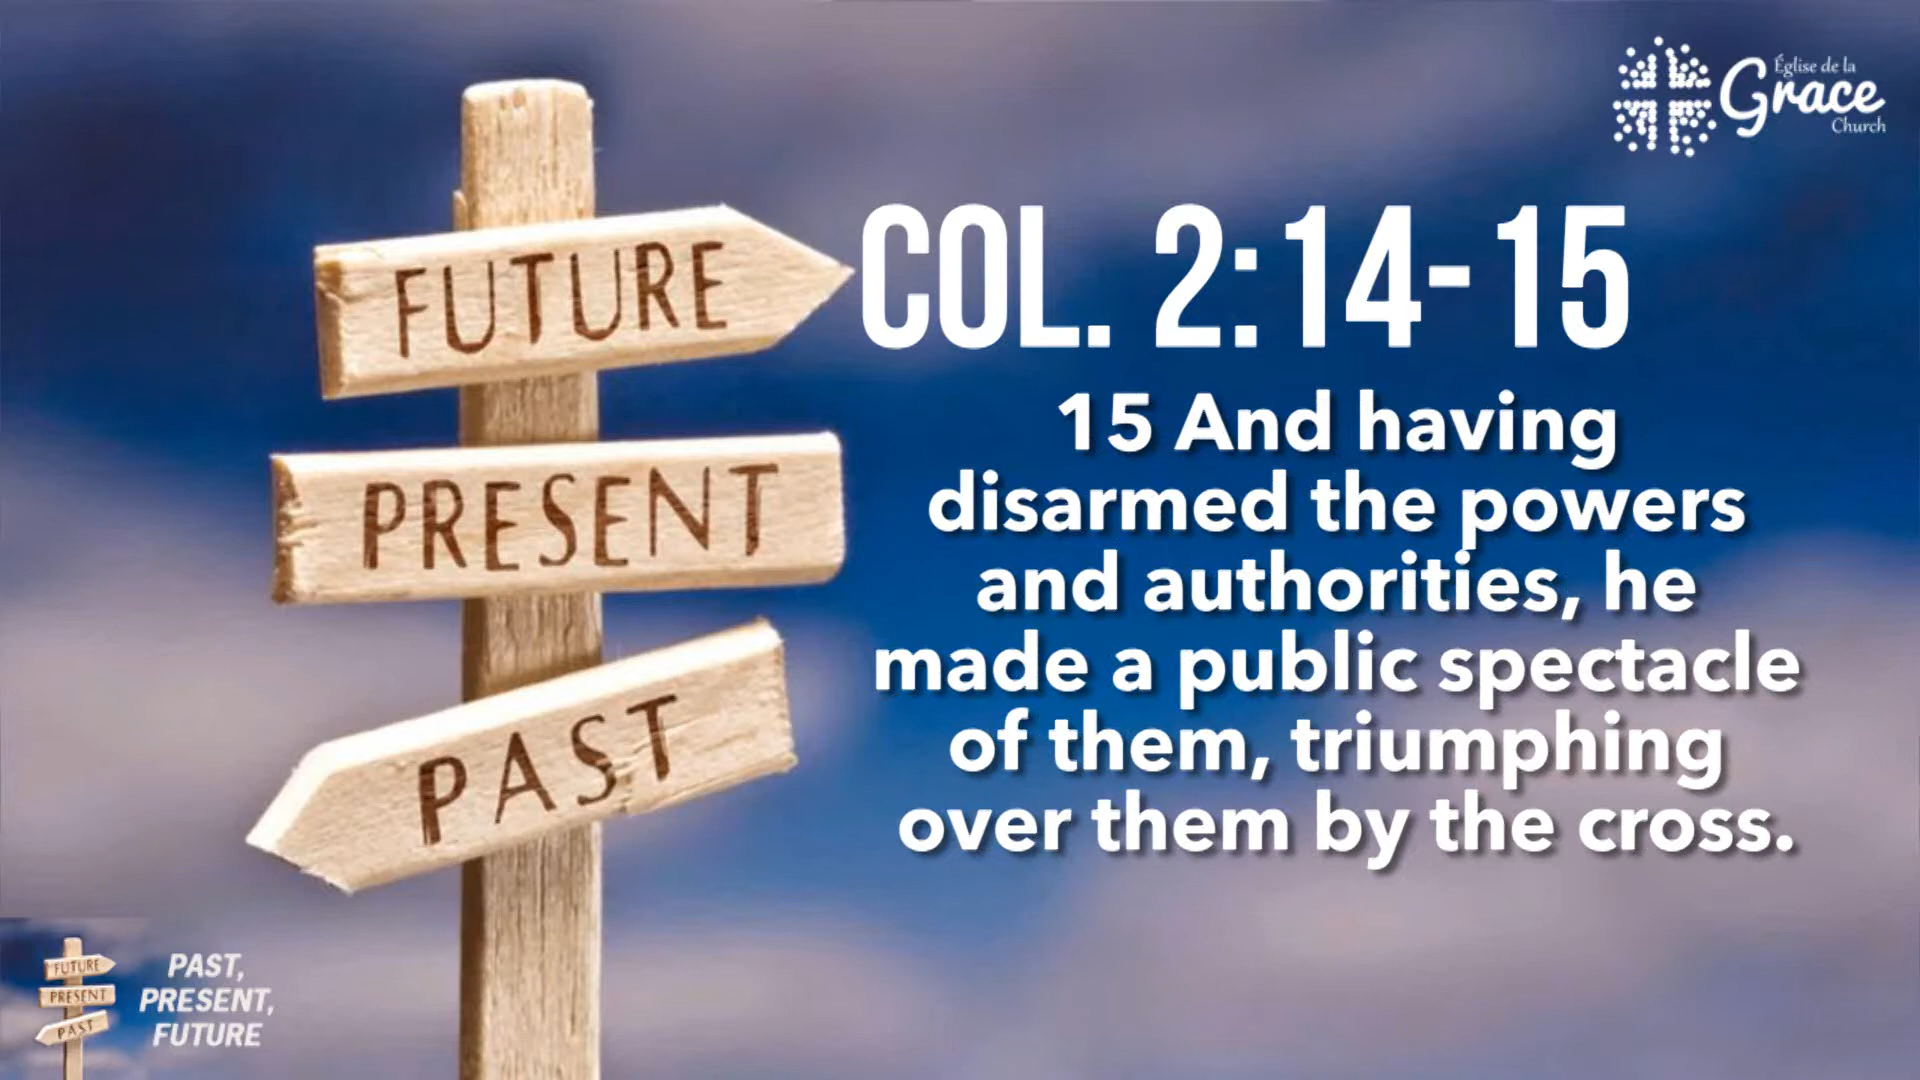 Église de la
Grace
Church
FUTURE
PRESENT
PAST
COL. 2:14-15
15 And having
disarmed the powers
and authorities, he
made a public spectacle
of them, triumphing
over them by the cross.
FUTURE
PRESENT
PAST
PAST,
PRESENT,
FUTURE